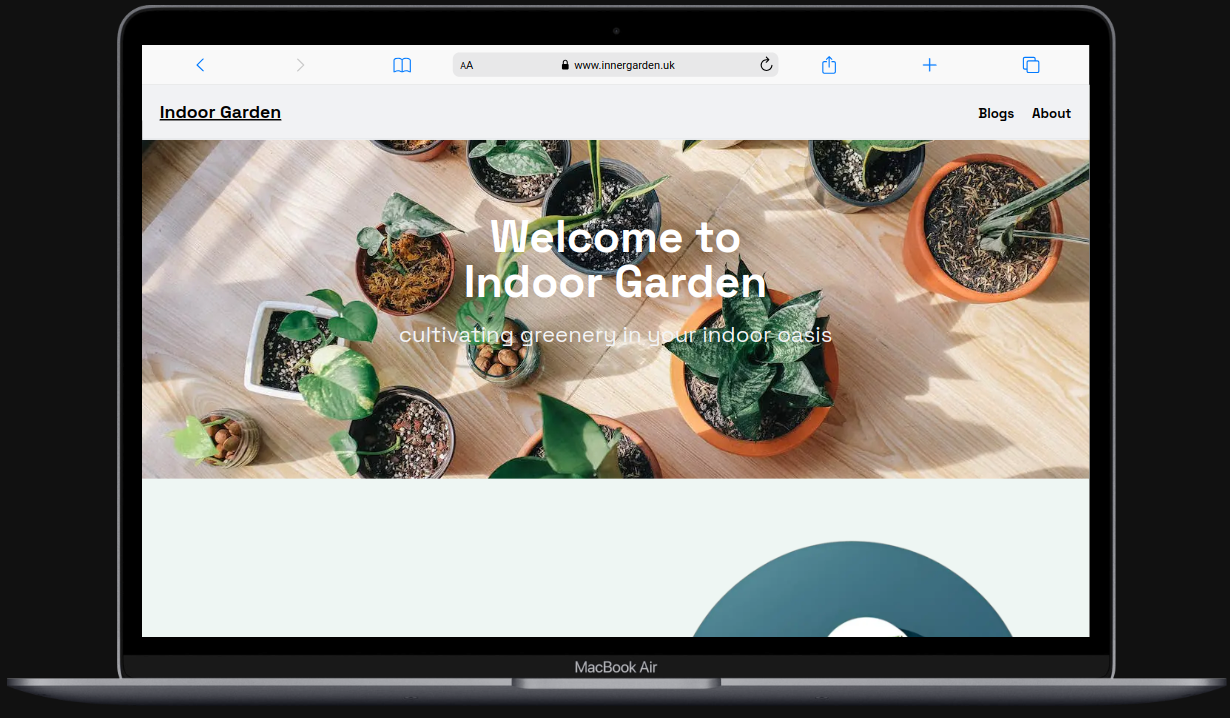 AA
www.innergarden.uk
Indoor Garden
Blogs
About
Welcome to
Indoor Garden
cultivating greenery in your indoor oasis
MacBook Air